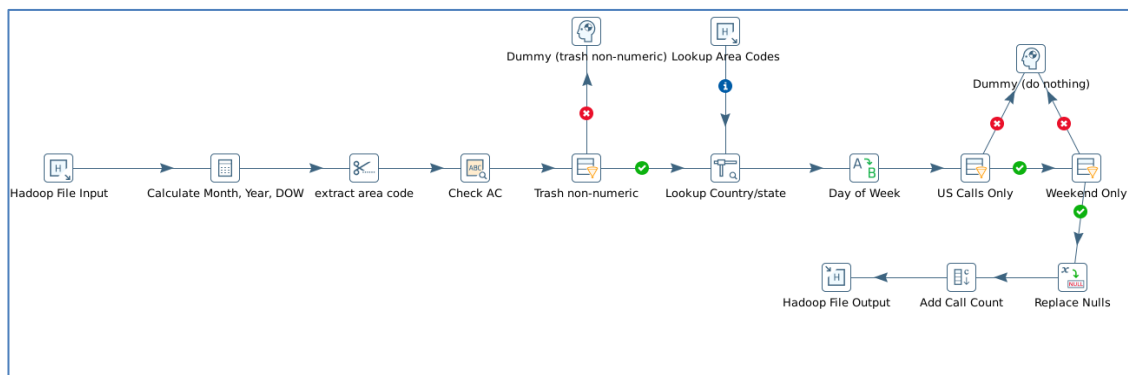 Dummy (trash non-numeric)
Lookup Area Codes
Dummy (do nothing)
Hadoop File Input
Calculate Month, Year, DOW
extract area code
Check AC
Trash non-numeric
Lookup Country/state
Day of Week
US Calls Only
Weekend Only
Hadoop File Output
Add Call Count
Replace Nulls
H
H
ABC
A
B
H
C
x
NULL